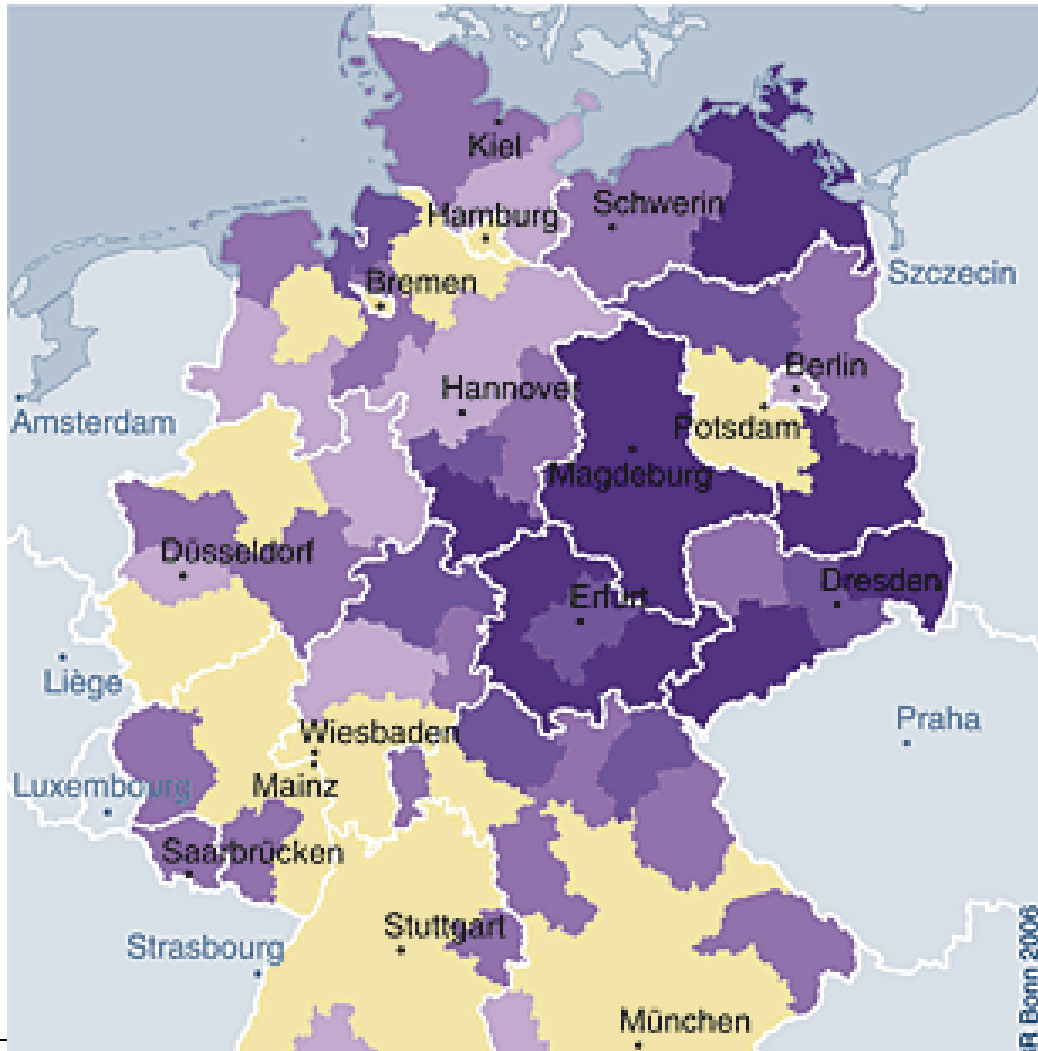 Kiel
Hamburg
Schwerin
Szczecin
Bremen
Berlin
Hannover
Amsterdam
Potsdam
Magdeburg
Düsseldorf
Dresden
Erfurt
Liège
Praha
Wiesbaden
Luxembourg
Mainz
Saarbrücken
Stuttgart
Strasbourg
München
Bonn 2006